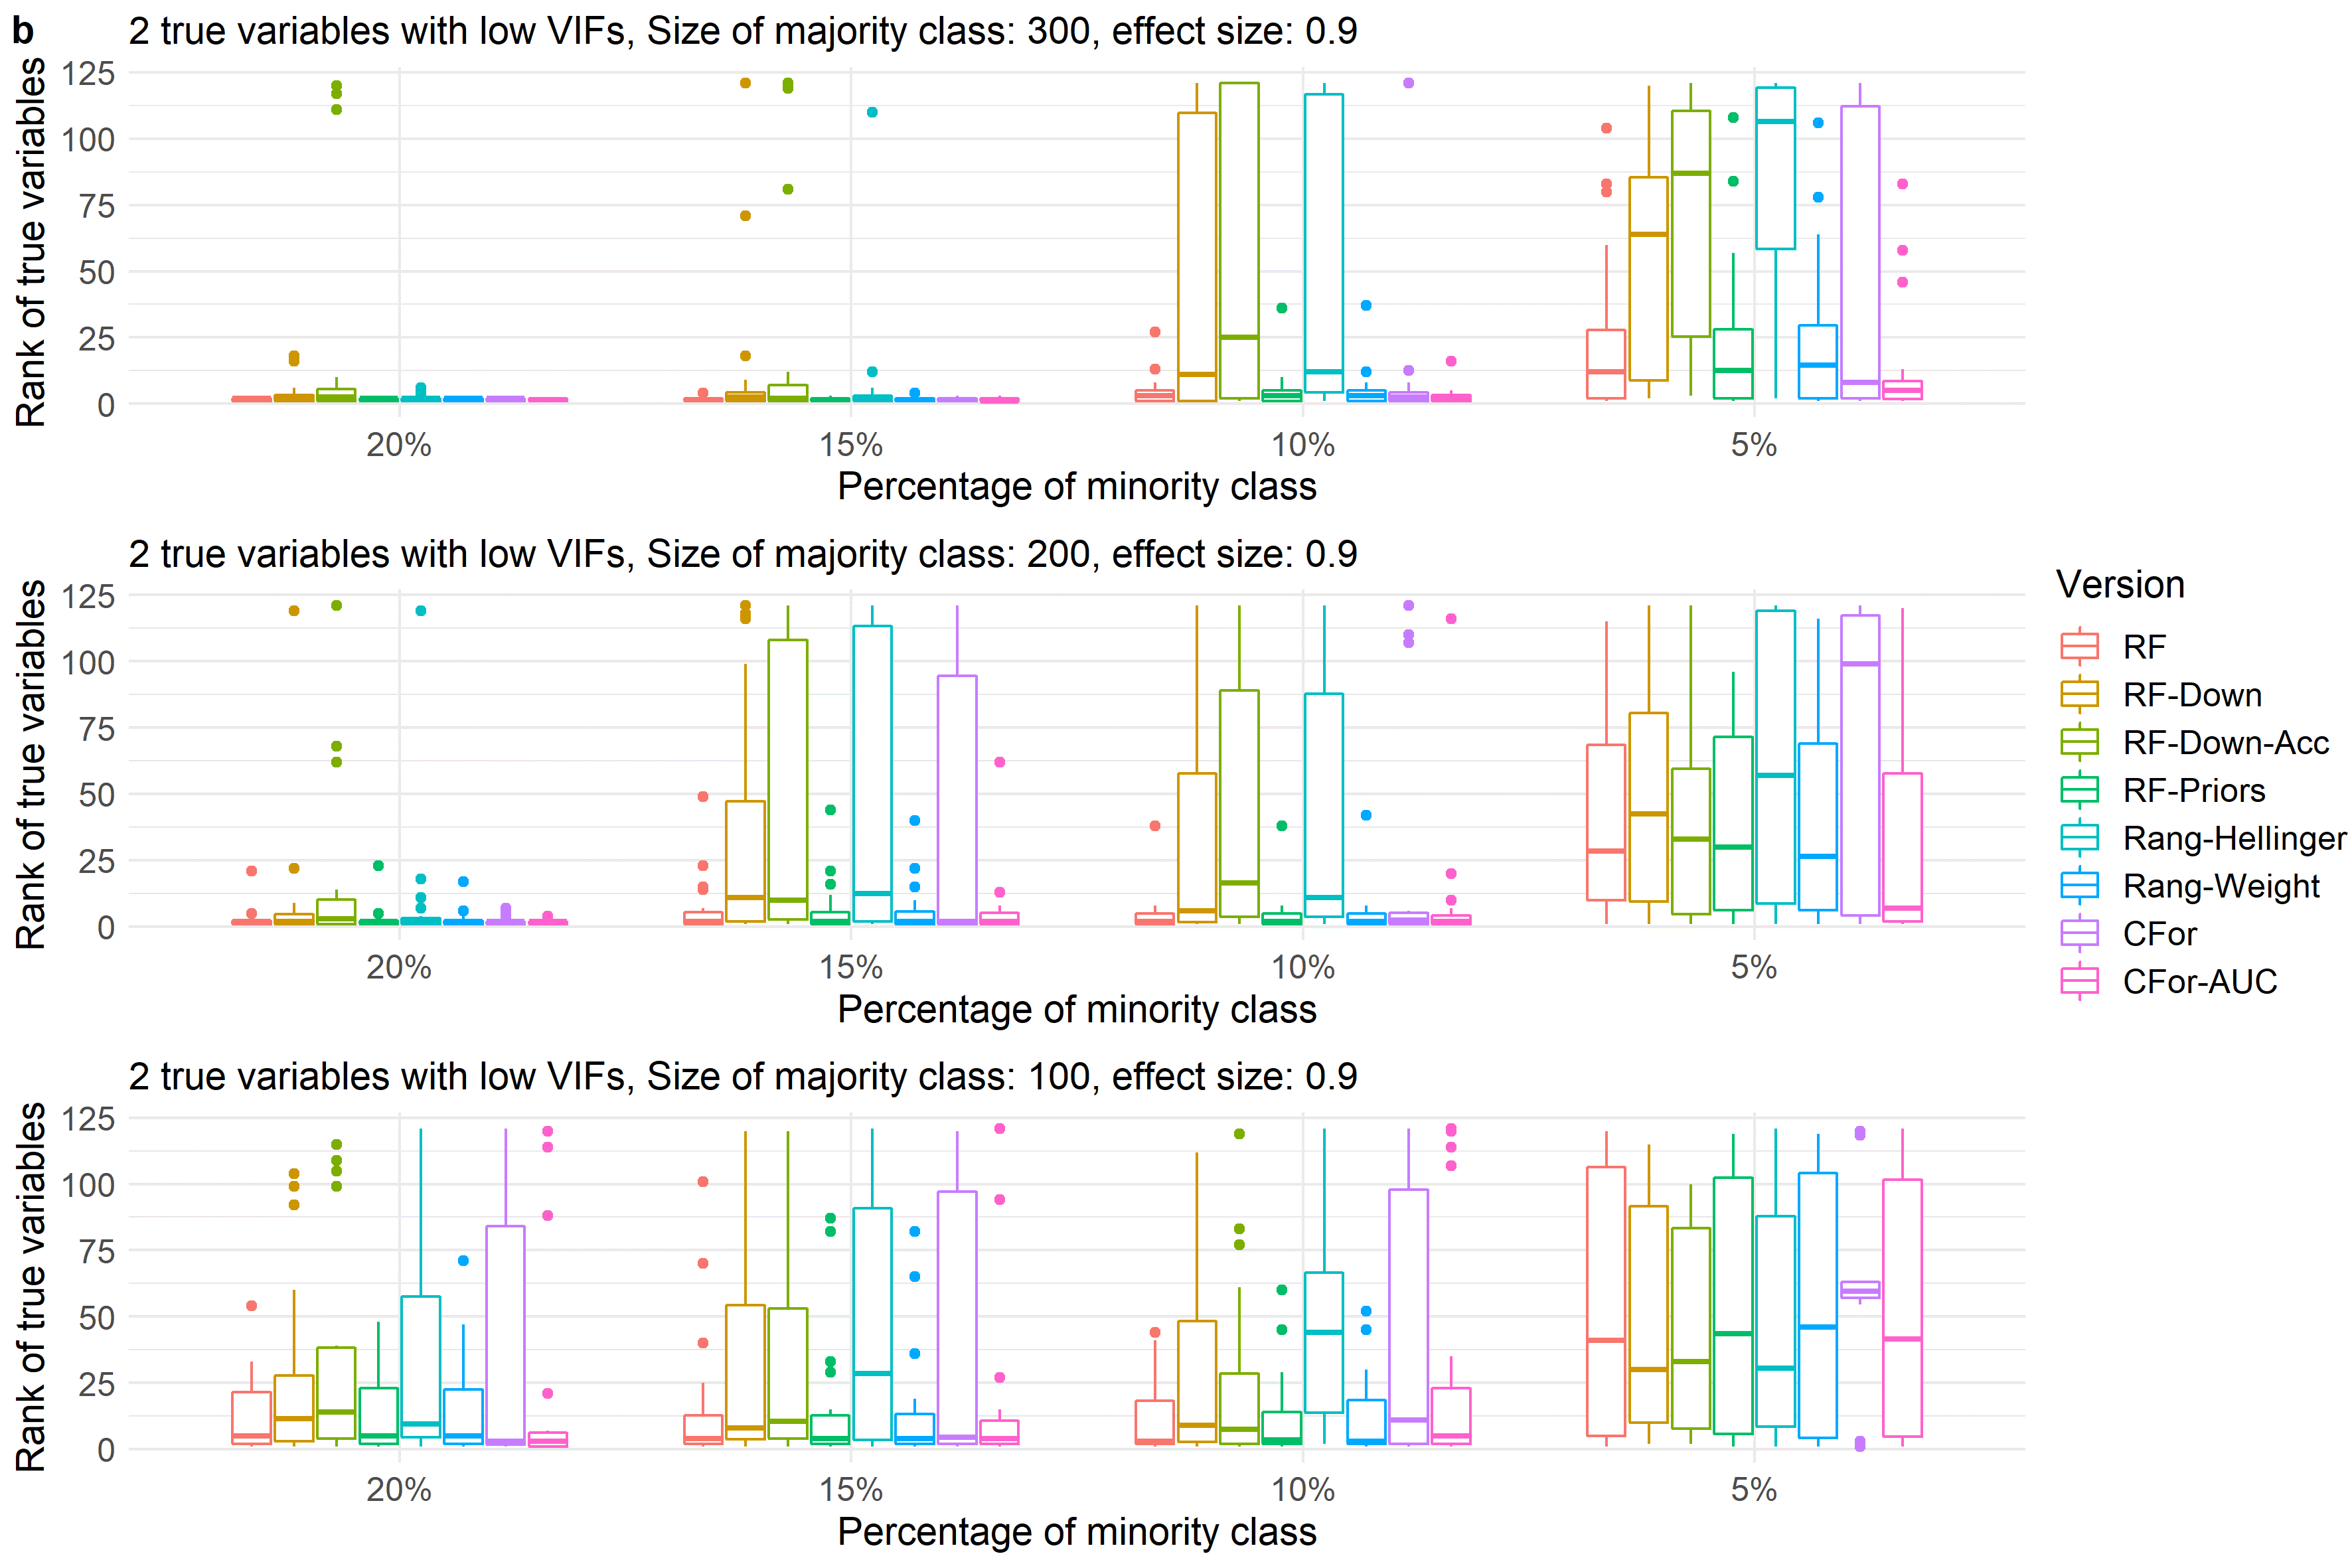 b
2 true variables with low VIFs, Size of majority class: 300, effect size: 0.9
Rank of true variables
125
100
75
50
25
0
20%
15%
10%
5%
Percentage of minority class
2 true variables with low VIFs, Size of majority class: 200, effect size: 0.9
Rank of true variables
125
100
75
50
25
0
20%
15%
10%
5%
Percentage of minority class
Version
RF
RF-Down
RF-Down-Acc
RF-Priors
Rang-Hellinger
Rang-Weight
CFor
CFor-AUC
2 true variables with low VIFs, Size of majority class: 100, effect size: 0.9
Rank of true variables
125
100
75
50
25
0
20%
15%
10%
5%
Percentage of minority class